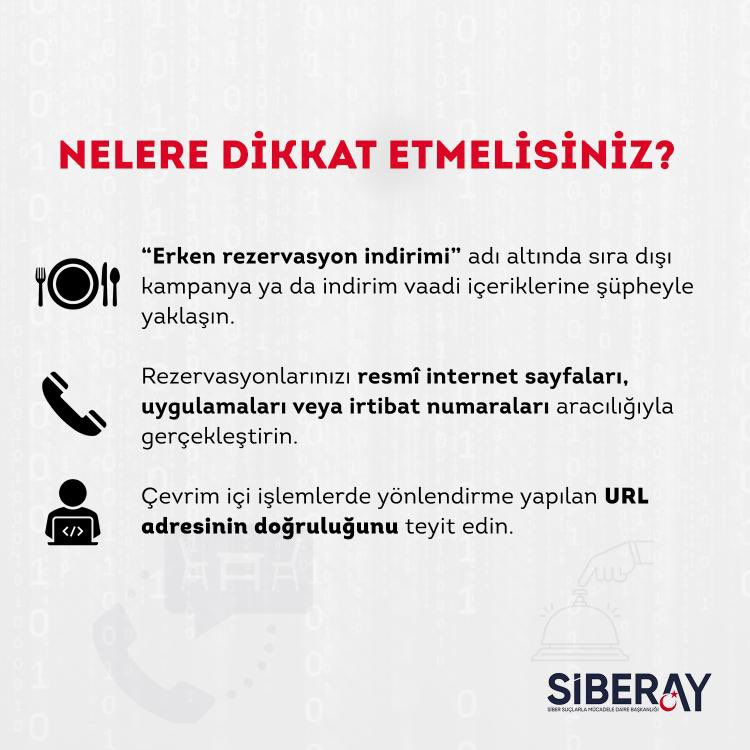 NELERE DİKKAT ETMELİSİNİZ?
“Erken rezervasyon indirimi” adı altında sıra dışı
kampanya ya da indirim vaadi içeriklerine şüpheyle
yaklaşın.
Rezervasyonlarınızı resmî internet sayfaları,
uygulamaları veya irtibat numaraları aracılığıyla
gerçekleştirin.
</>
Çevrim içi işlemlerde yönlendirme yapılan URL
adresinin doğruluğunu teyit edin.
SİBERAY
SİBER SUÇLARLA MÜCADELE DAİRE BAŞKANLIĞI